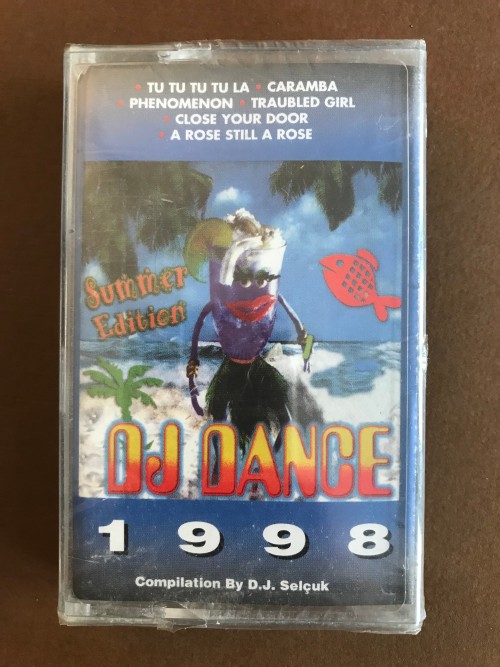 • TU TU TU TU LA • CARAMBA
• PHENOMENON • TRAUBLED GIRL
• CLOSE YOUR DOOR
• A ROSE STILL A ROSE
Summer
Edition
DJ DANCE
1998
Compilation By D.J. Selçuk